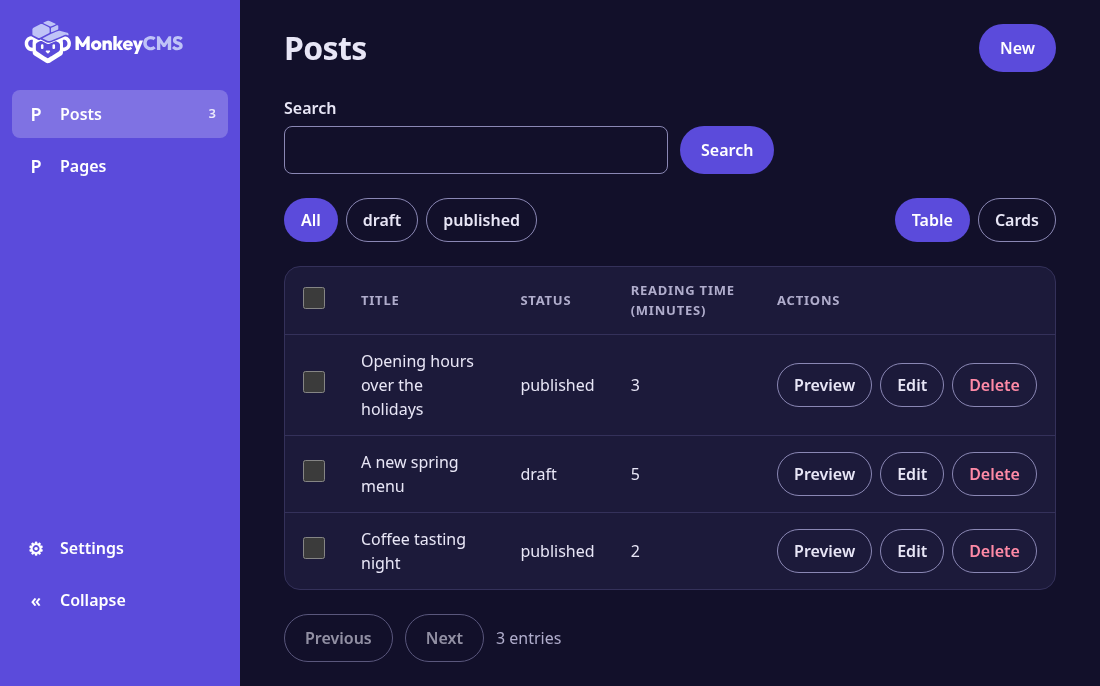 MonkeyCMS
P Posts 3
P Pages
⚙ Settings
« Collapse
Posts
New
Search
Search
All draft published
Table Cards
TITLE STATUS READING TIME (MINUTES) ACTIONS
Opening hours
over the
holidays
published 3 Preview Edit Delete
A new spring
menu
draft 5 Preview Edit Delete
Coffee tasting
night
published 2 Preview Edit Delete
Previous Next 3 entries